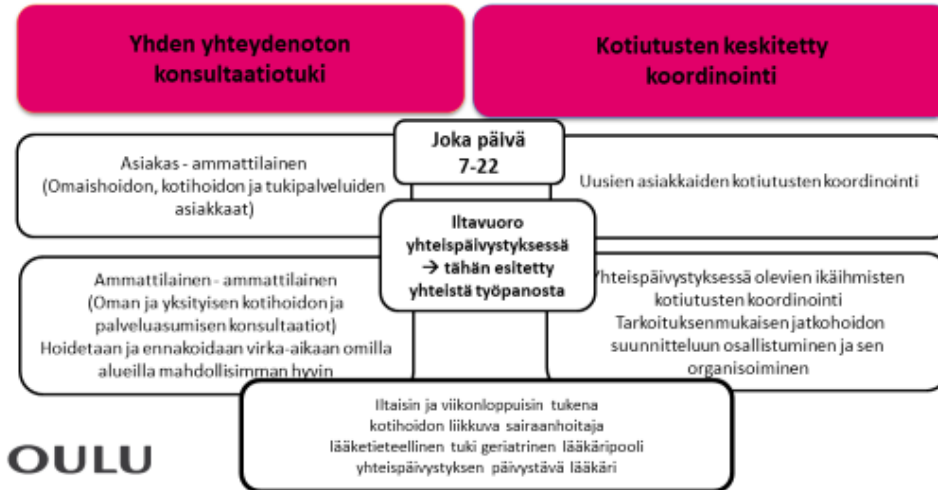 Yhden yhteydenoton
konsultaatiotuki
Kotiutusten keskitetty
koordinointi
Joka päivä
7-22
Asiakas - ammattilainen
(Omaishoidon, kotihoidon ja tukipalveluiden
asiakkaat)
Uusien asiakkaiden kotiutusten koordinointi
Iltavuoro
yhteispäivystyksessä
→ tähän esitetty
yhteistä työpanosta
Ammattilainen - ammattilainen
(Oman ja yksityisen kotihoidon ja
palveluasumisen konsultaatiot)
Hoidetaan ja ennakoidaan virka-aikaan omilla
alueilla mahdollisimman hyvin
Yhteispäivystyksessä olevien ikäihmisten
kotiutusten koordinointi
Tarkoituksenmukaisen jatkohoidon
suunnitteluun osallistuminen ja sen
organisoiminen
Iltaisin ja viikonloppuisin tukena
kotihoidon liikkuva sairaanhoitaja
lääketieteellinen tuki geriatrinen lääkäripooli
yhteispäivystyksen päivystävä lääkäri
OULU